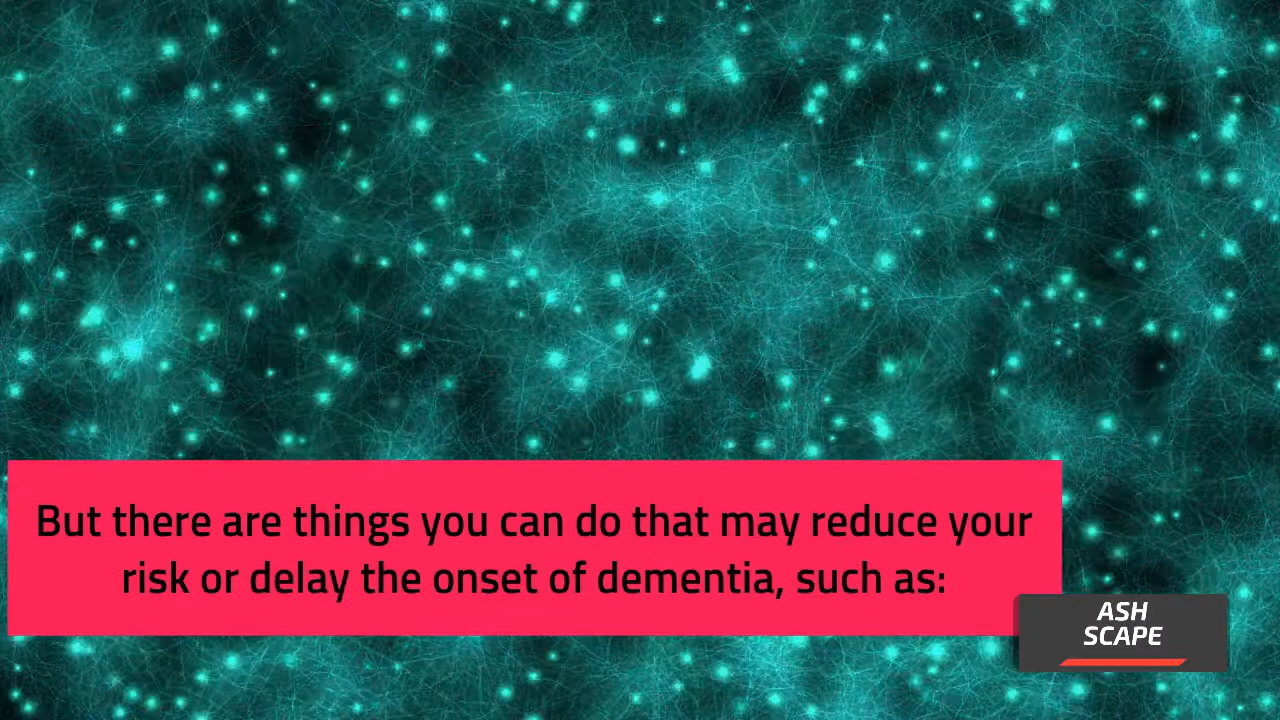 But there are things you can do that may reduce your
risk or delay the onset of dementia, such as:
ASH
SCAPE